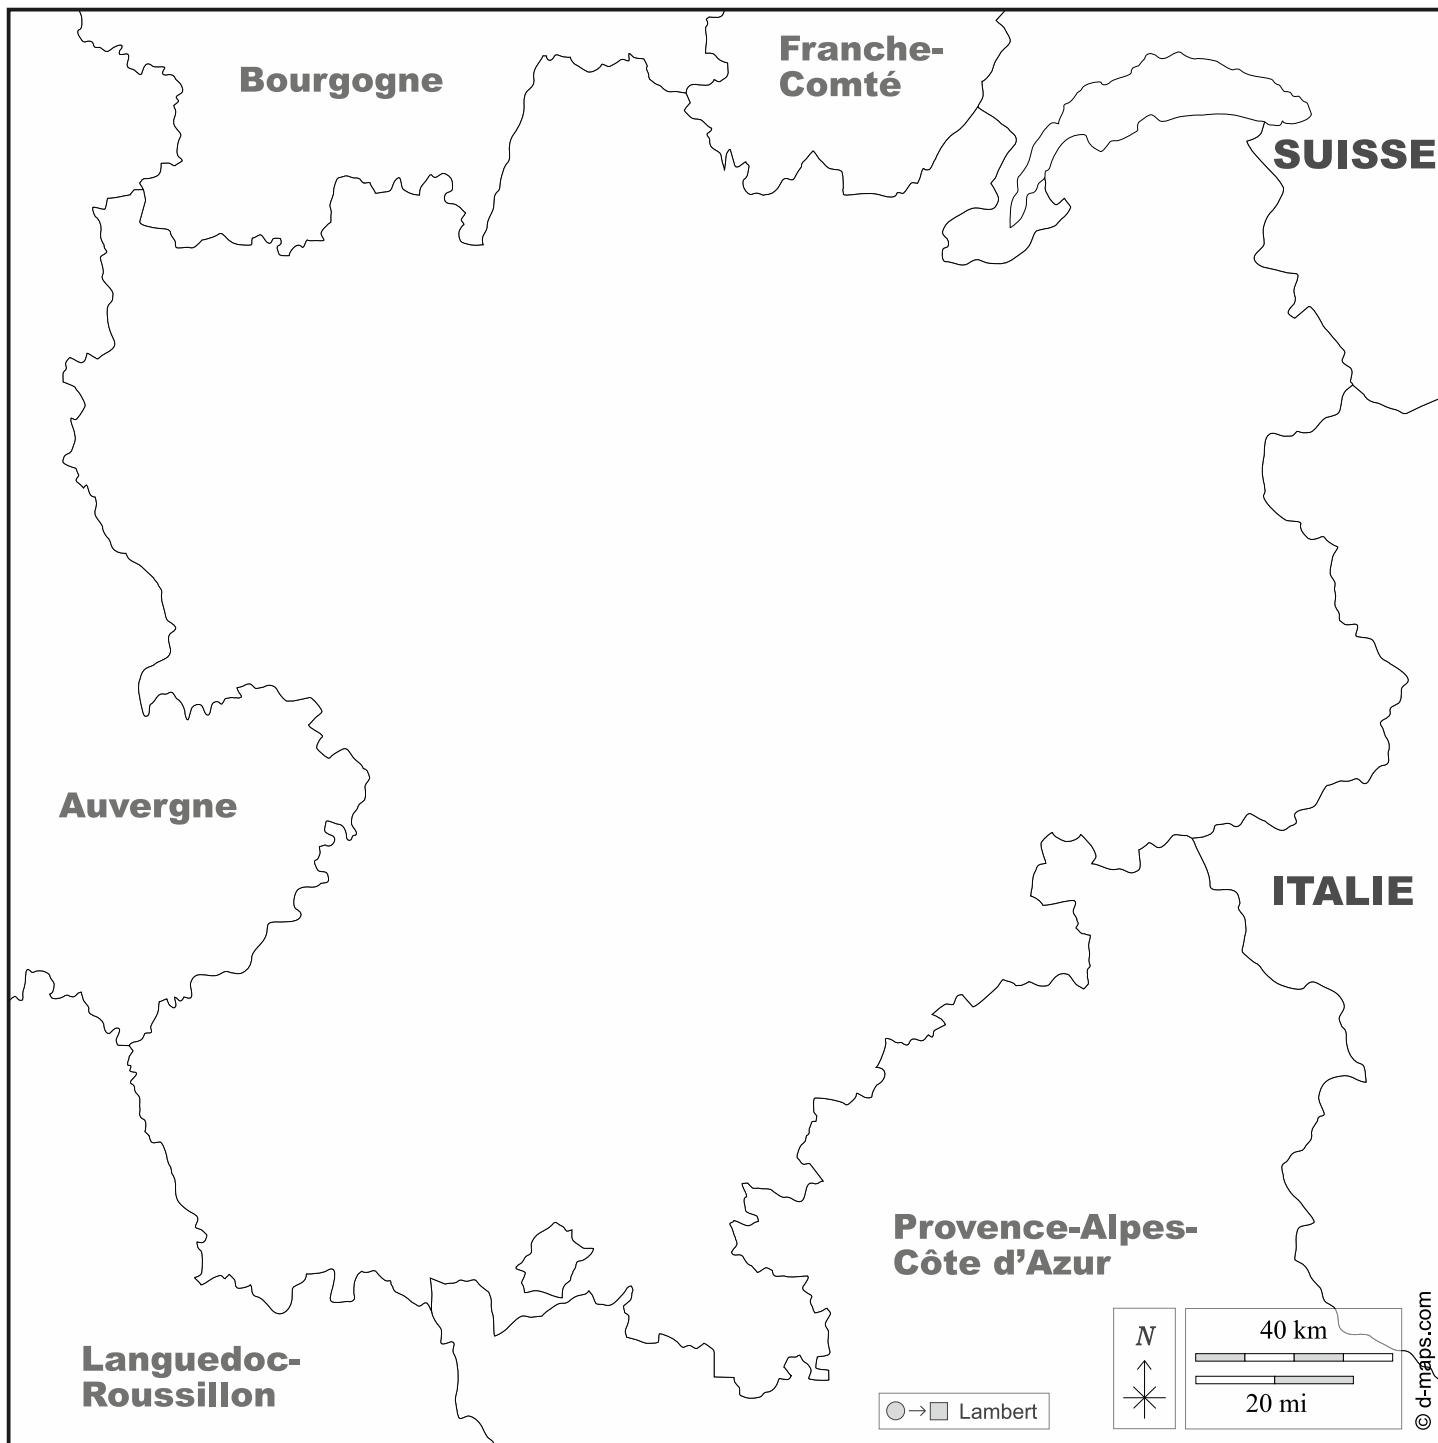 Bourgogne
Franche-
Comté
SUISSE
Auvergne
ITALIE
Provence-Alpes-
Côte d’Azur
Languedoc-
Roussillon
Lambert
N
40 km
20 mi
© d-maps.com